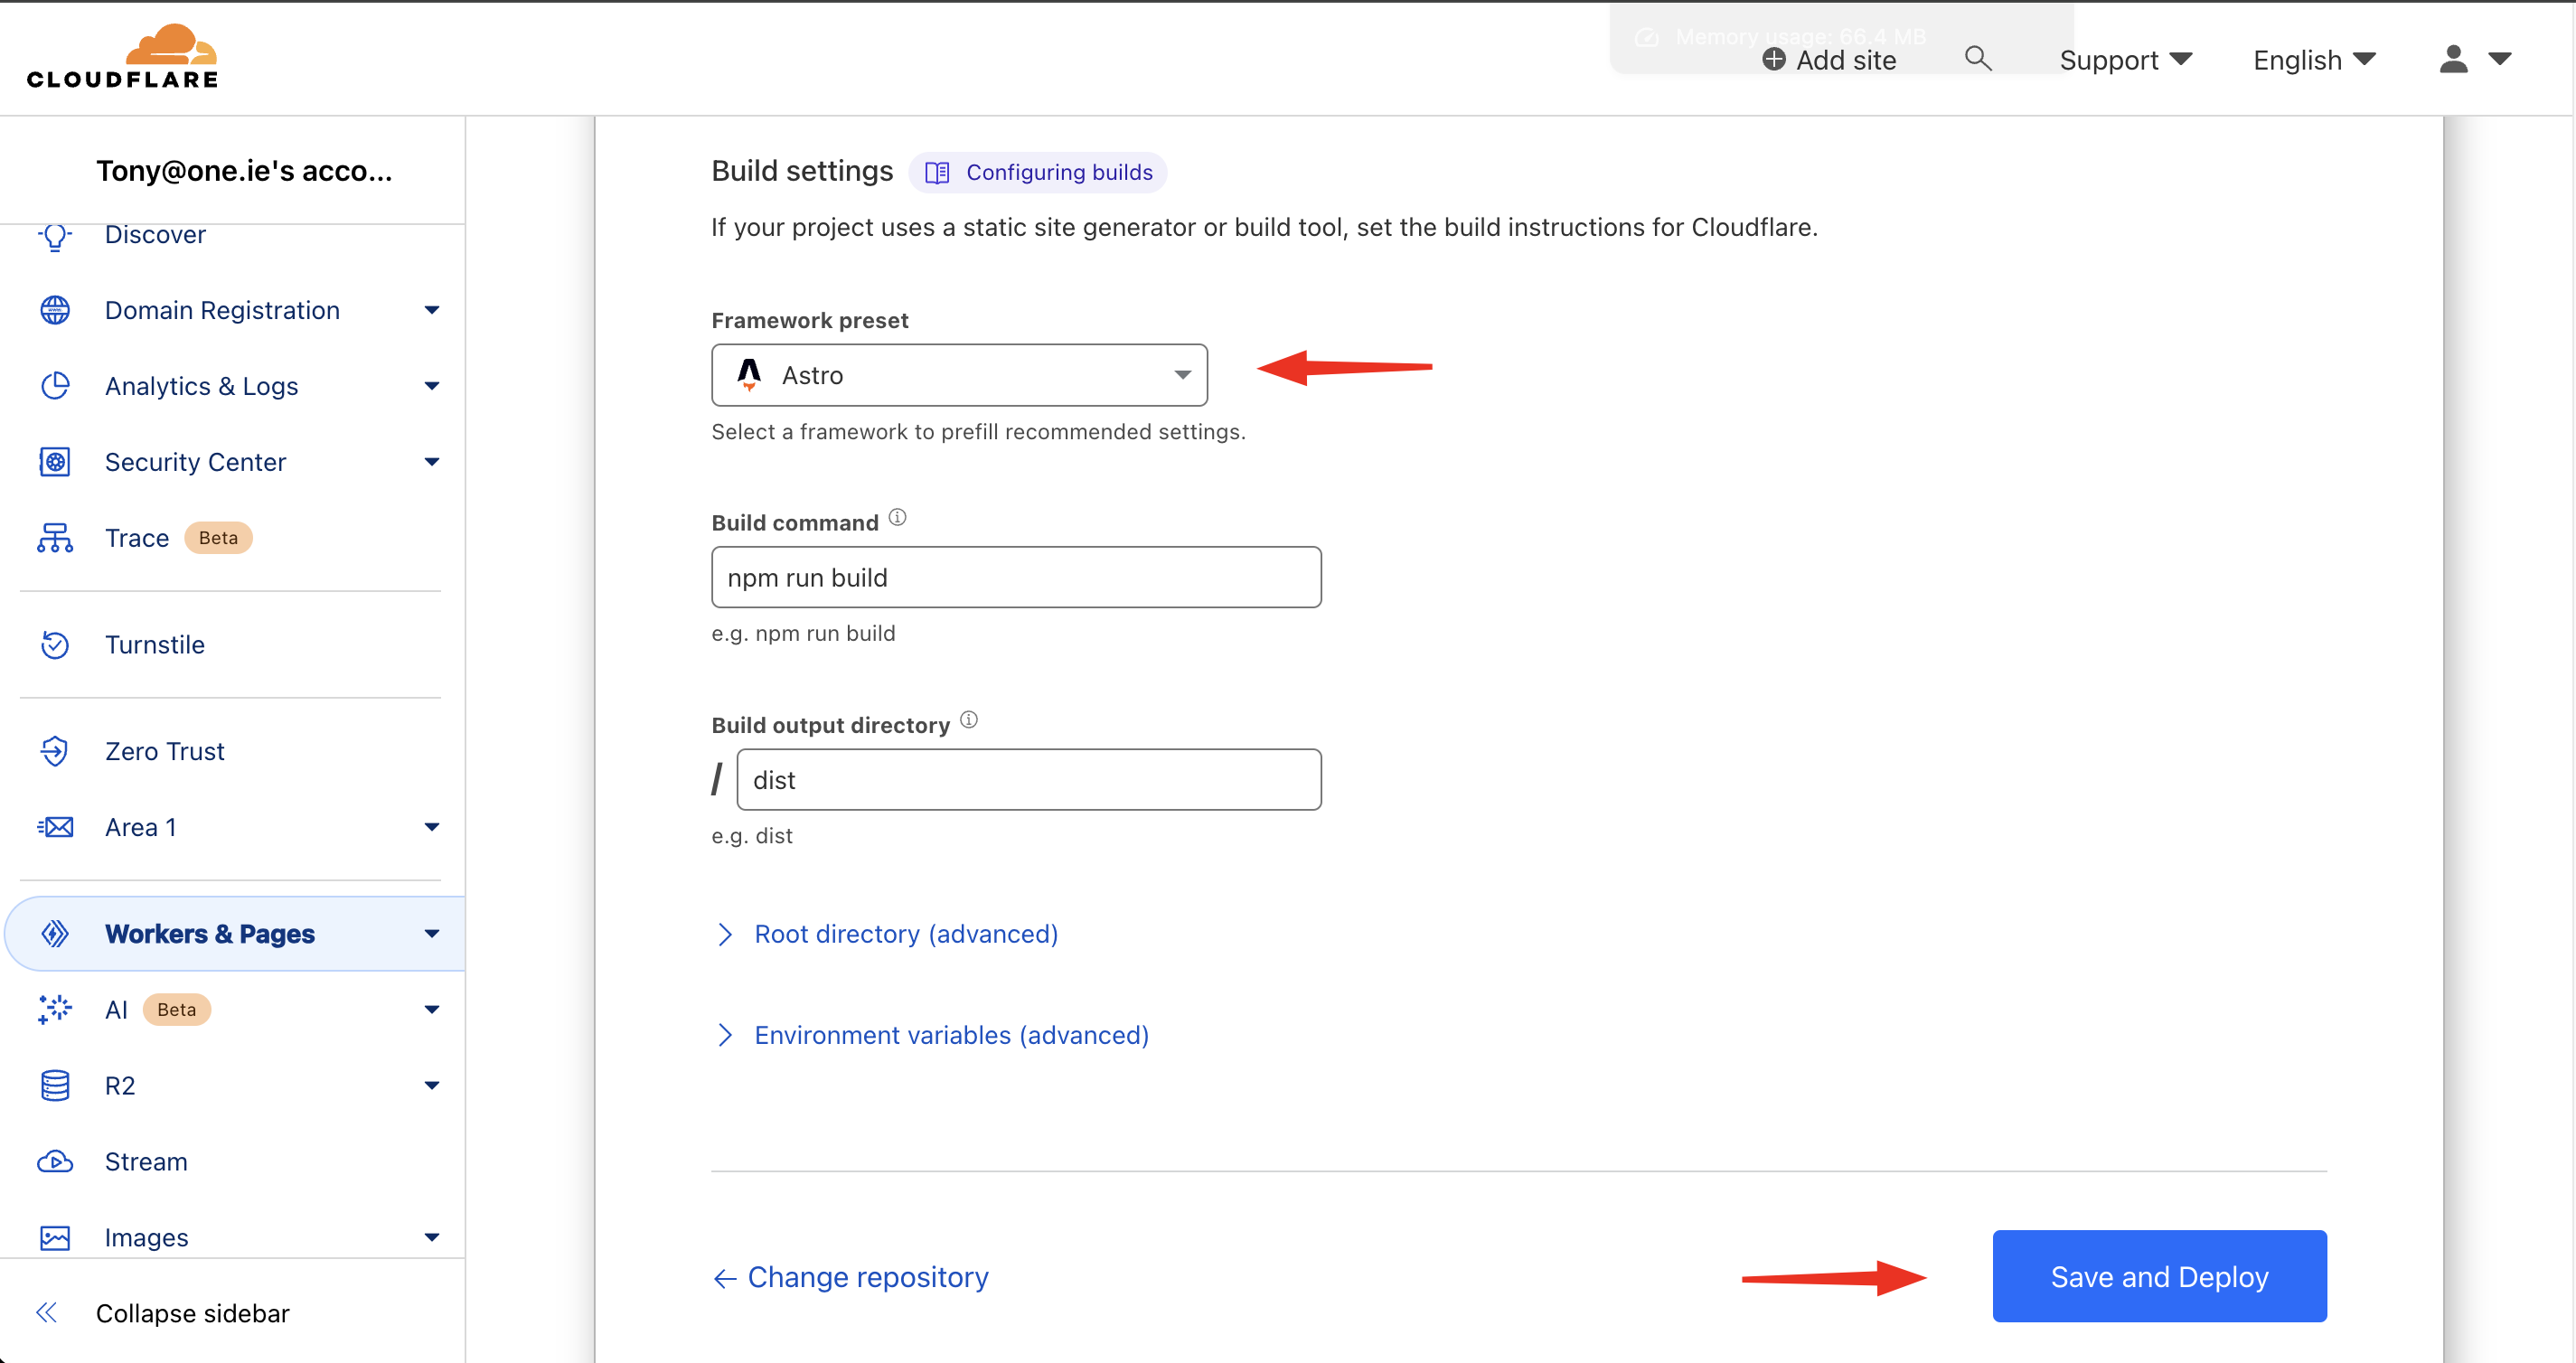 CLOUDFLARE
Memory usage: 66.4 MB
Add site
Support
English
Tony@one.ie's acco...
Discover
Domain Registration
Analytics & Logs
Security Center
Trace Beta
Turnstile
Zero Trust
Area 1
Workers & Pages
AI Beta
R2
Stream
Images
Collapse sidebar
Build settings Configuring builds
If your project uses a static site generator or build tool, set the build instructions for Cloudflare.
Framework preset
Astro
Select a framework to prefill recommended settings.
Build command
npm run build
e.g. npm run build
Build output directory
/ dist
e.g. dist
Root directory (advanced)
Environment variables (advanced)
Change repository
Save and Deploy